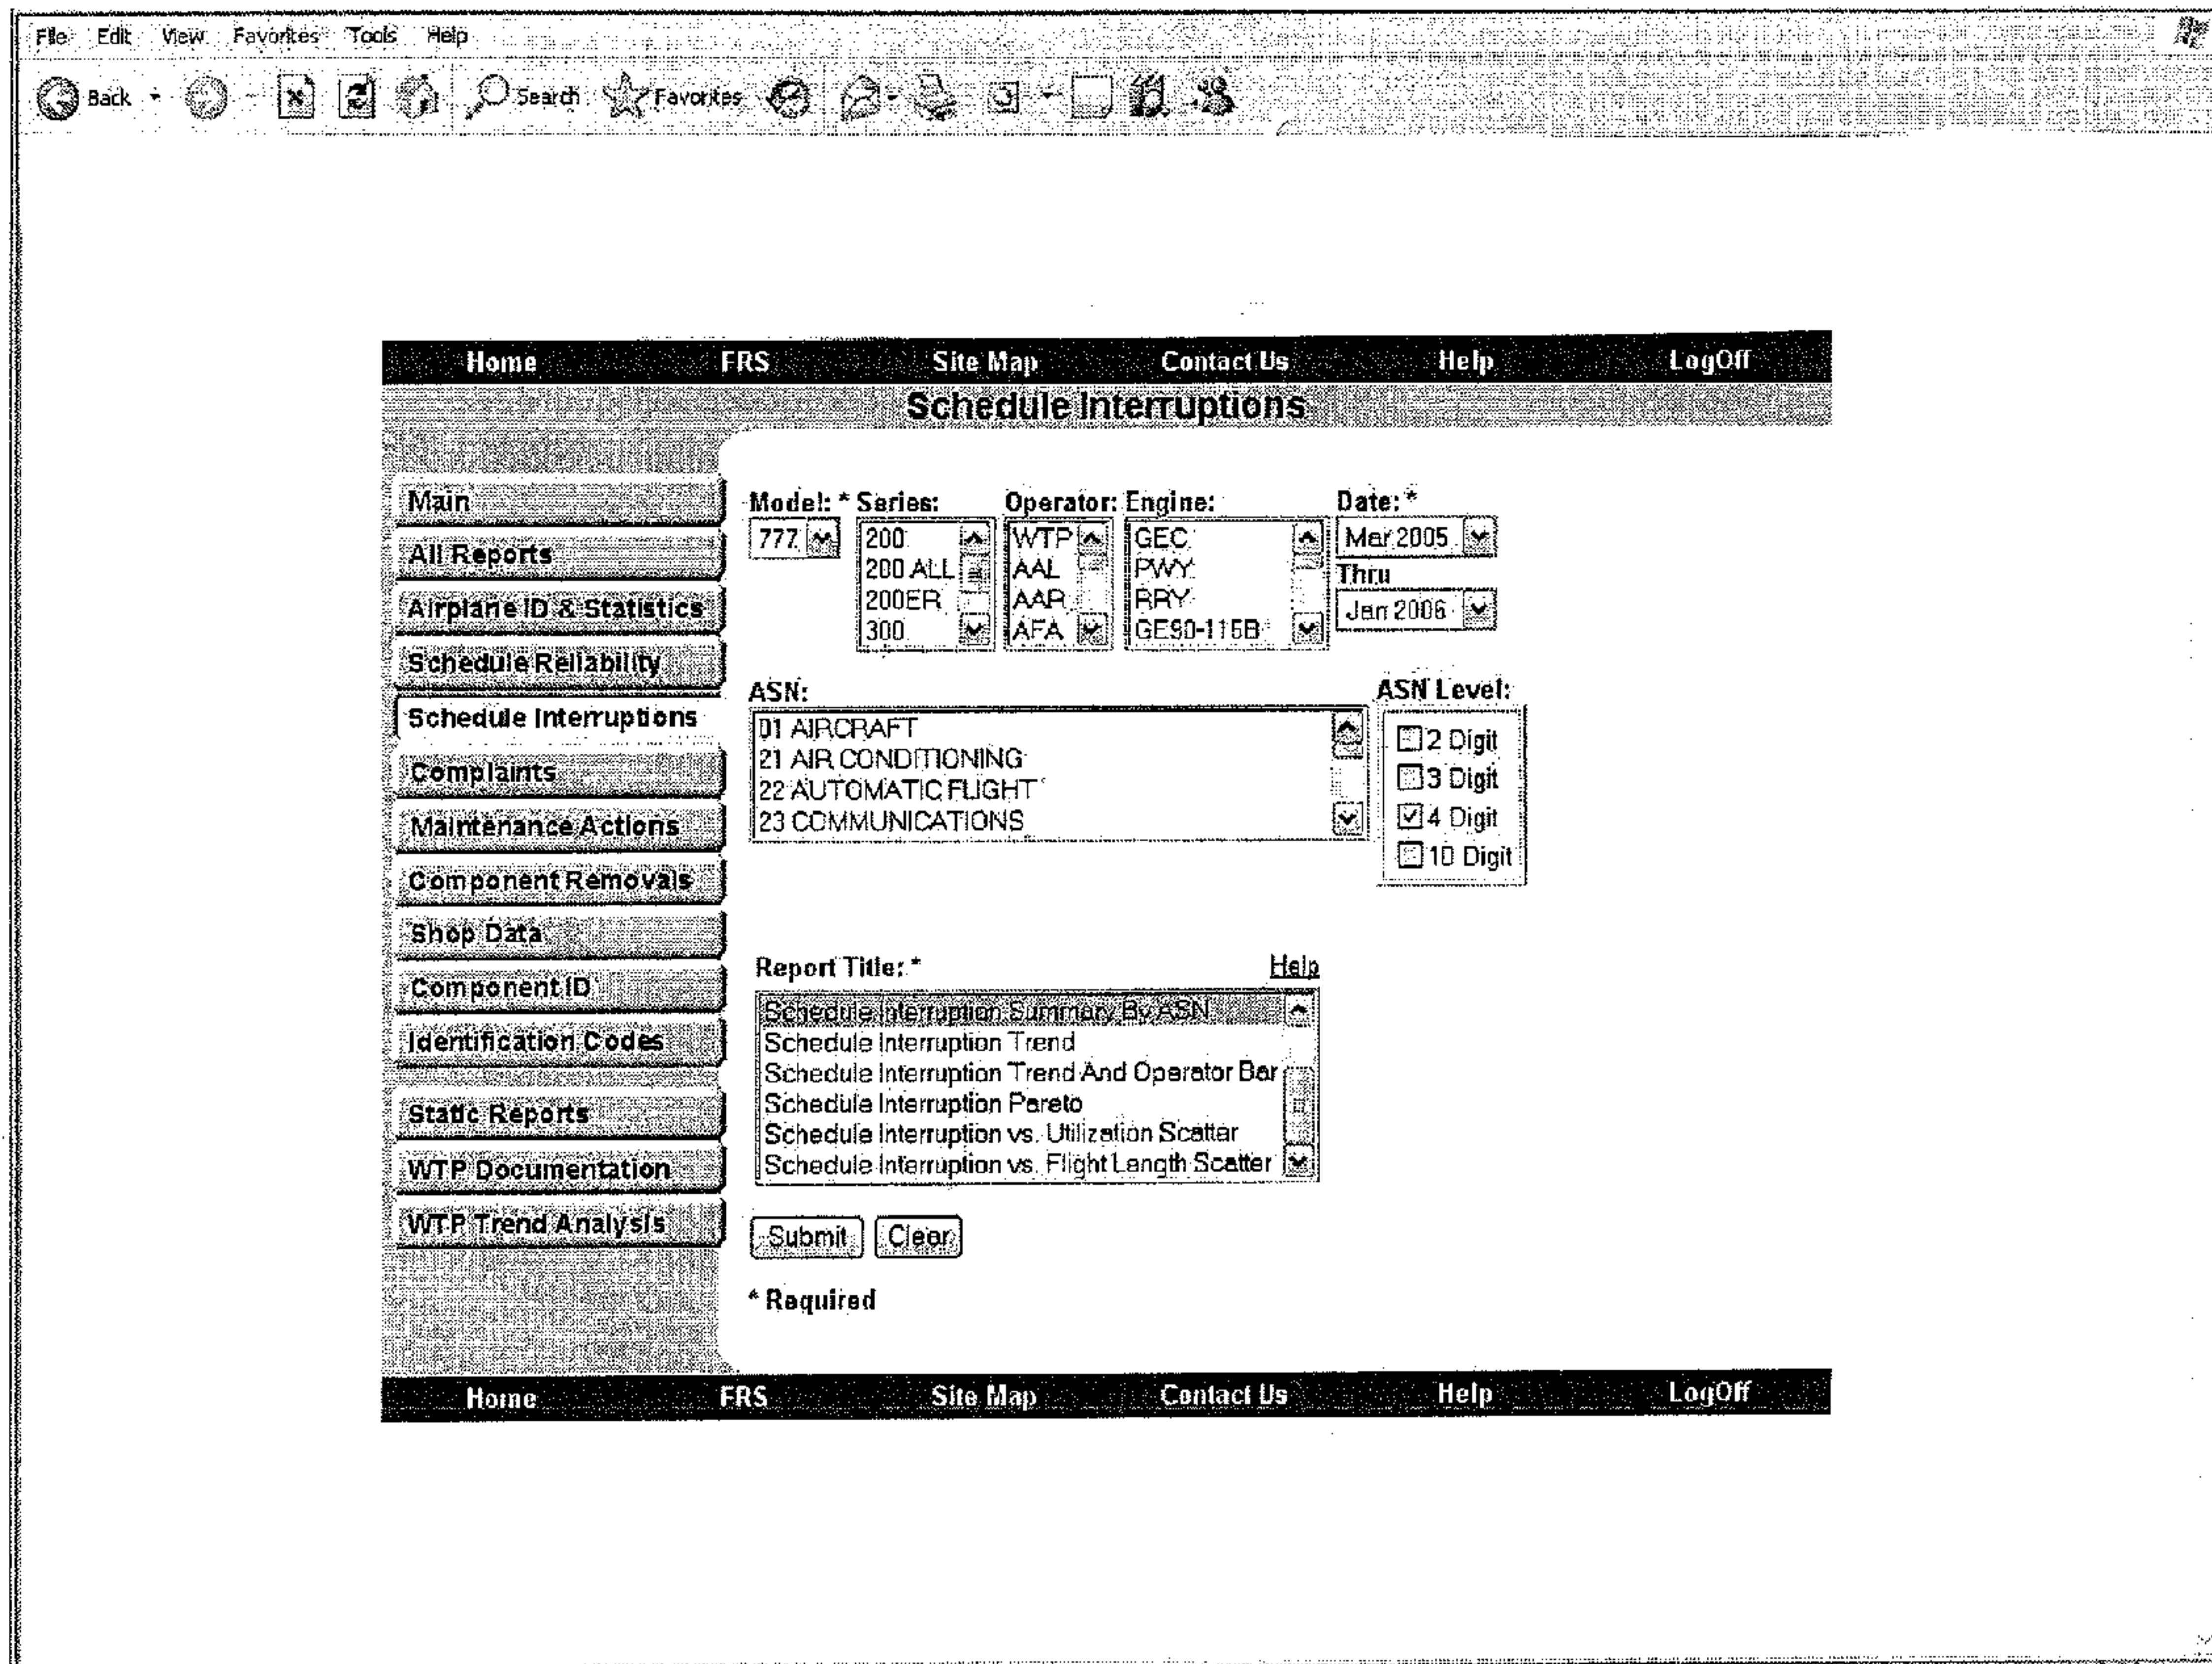 File Edit View Favorites Tools Help
Back Search Favorites
Home FRS Site Map Contact Us Help LogOff
Schedule Interruptions
Main
All Reports
Airplane ID & Statistics
Schedule Reliability
Schedule Interruptions
Complaints
Maintenance Actions
Component Removals
Shop Data
Component ID
Identification Codes
Static Reports
WTP Documentation
WTP Trend Analysis
Model: * Series: Operator: Engine: Date: *
777 200 WTP GEC Mar 2005
200 ALL AAL PWY Thru
200ER AAR RRY Jan 2006
300 AFA GE90-115B
ASN: ASN Level:
01 AIRCRAFT
21 AIR CONDITIONING
22 AUTOMATIC FLIGHT
23 COMMUNICATIONS
2 Digit
3 Digit
4 Digit
10 Digit
Report Title: * Help
Schedule Interruption Summary By ASN
Schedule Interruption Trend
Schedule Interruption Trend And Operator Bar
Schedule Interruption Pareto
Schedule Interruption vs. Utilization Scatter
Schedule Interruption vs. Flight Length Scatter
Submit Clear
* Required
Home FRS Site Map Contact Us Help LogOff